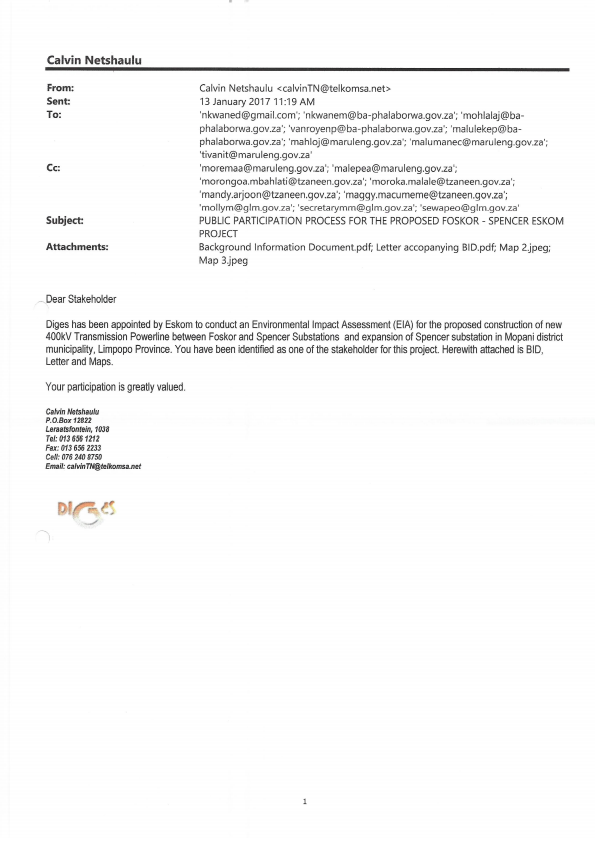 Calvin Netshaulu
From: Calvin Netshaulu <calvinTN@telkomsa.net>
Sent: 13 January 2017 11:19 AM
To: 'nkwaned@gmail.com'; 'nkwanem@ba-phalaborwa.gov.za'; 'mohlalaj@ba-
phalaborwa.gov.za'; 'vanroyenp@ba-phalaborwa.gov.za'; 'malulekep@ba-
phalaborwa.gov.za'; 'mahloj@maruleng.gov.za'; 'malumanec@maruleng.gov.za';
'tivanit@maruleng.gov.za'
Cc: 'moremaa@maruleng.gov.za'; 'malepea@maruleng.gov.za';
'morongoa.mbahlati@tzaneen.gov.za'; 'moroka.malale@tzaneen.gov.za';
'mandy.arjoon@tzaneen.gov.za'; 'maggy.macumeme@tzaneen.gov.za';
'mollym@glm.gov.za'; 'secretarymm@glm.gov.za'; 'sewapeo@glm.gov.za'
Subject: PUBLIC PARTICIPATION PROCESS FOR THE PROPOSED FOSKOR - SPENCER ESKOM
PROJECT
Attachments: Background Information Document.pdf; Letter accopanying BID.pdf; Map 2.jpeg;
Map 3.jpeg
Dear Stakeholder
Diges has been appointed by Eskom to conduct an Environmental Impact Assessment (EIA) for the proposed construction of new
400kV Transmission Powerline between Foskor and Spencer Substations and expansion of Spencer substation in Mopani district
municipality, Limpopo Province. You have been identified as one of the stakeholder for this project. Herewith attached is BID,
Letter and Maps.
Your participation is greatly valued.
Calvin Netshaulu
P.O.Box 12822
Leraatsfontein, 1038
Tel: 013 656 1212
Fax: 013 656 2233
Cell: 076 240 8750
Email: calvinTN@telkomsa.net
DIGES
1